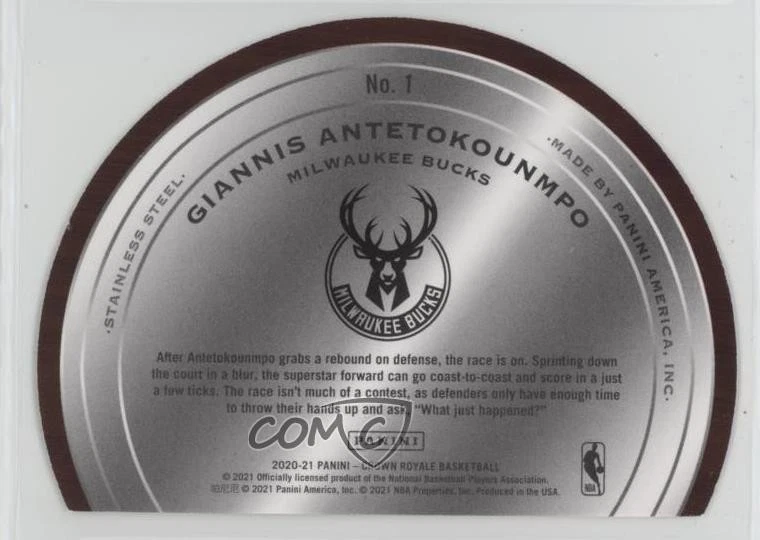 No. 1
GIANNIS ANTETOKOUNMPO
MILWAUKEE BUCKS
·STAINLESS STEEL·
·MADE BY PANINI AMERICA, INC.·
MILWAUKEE BUCKS
After Antetokounmpo grabs a rebound on defense, the race is on. Sprinting down
the court in a blur, the superstar forward can go coast-to-coast and score in a just
a few ticks. The race isn't much of a contest, as defenders only have enough time
to throw their hands up and ask, "What just happened?"
COMC
PANINI
2020-21 PANINI – CROWN ROYALE BASKETBALL
© 2021 Officially licensed product of the National Basketball Players Association.
帕尼尼 © 2021 Panini America, Inc. © 2021 NBA Properties, Inc. Produced in the USA.
NBA